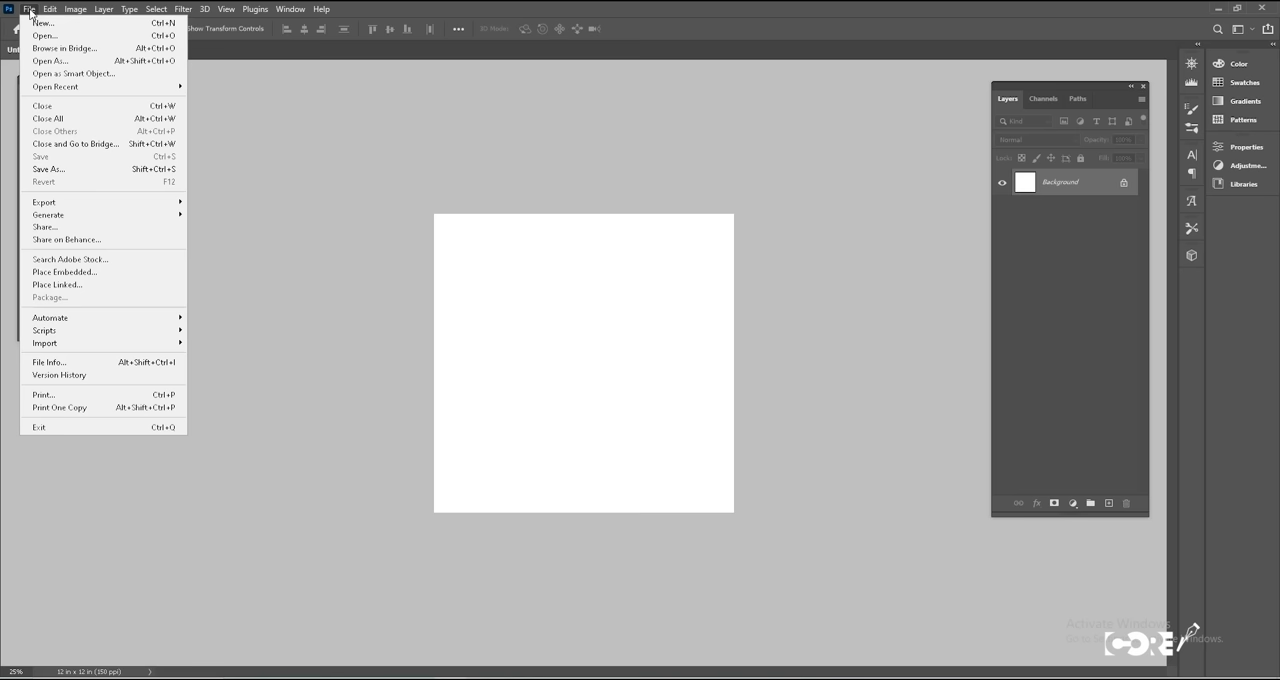 File Edit Image Layer Type Select Filter 3D View Plugins Window Help
Show Transform Controls 3D Mode:
New... Ctrl+N
Open... Ctrl+O
Browse in Bridge... Alt+Ctrl+O
Open As... Alt+Shift+Ctrl+O
Open as Smart Object...
Open Recent
Close Ctrl+W
Close All Alt+Ctrl+W
Close Others Alt+Ctrl+P
Close and Go to Bridge... Shift+Ctrl+W
Save Ctrl+S
Save As... Shift+Ctrl+S
Revert F12
Export
Generate
Share...
Share on Behance...
Search Adobe Stock...
Place Embedded...
Place Linked...
Package...
Automate
Scripts
Import
File Info... Alt+Shift+Ctrl+I
Version History
Print... Ctrl+P
Print One Copy Alt+Shift+Ctrl+P
Exit Ctrl+Q
Layers Channels Paths
Kind
Normal Opacity: 100%
Lock: Fill: 100%
Background
Color
Swatches
Gradients
Patterns
Properties
Adjustme...
Libraries
Activate Windows
CORE
25% 12 in x 12 in (150 ppi)